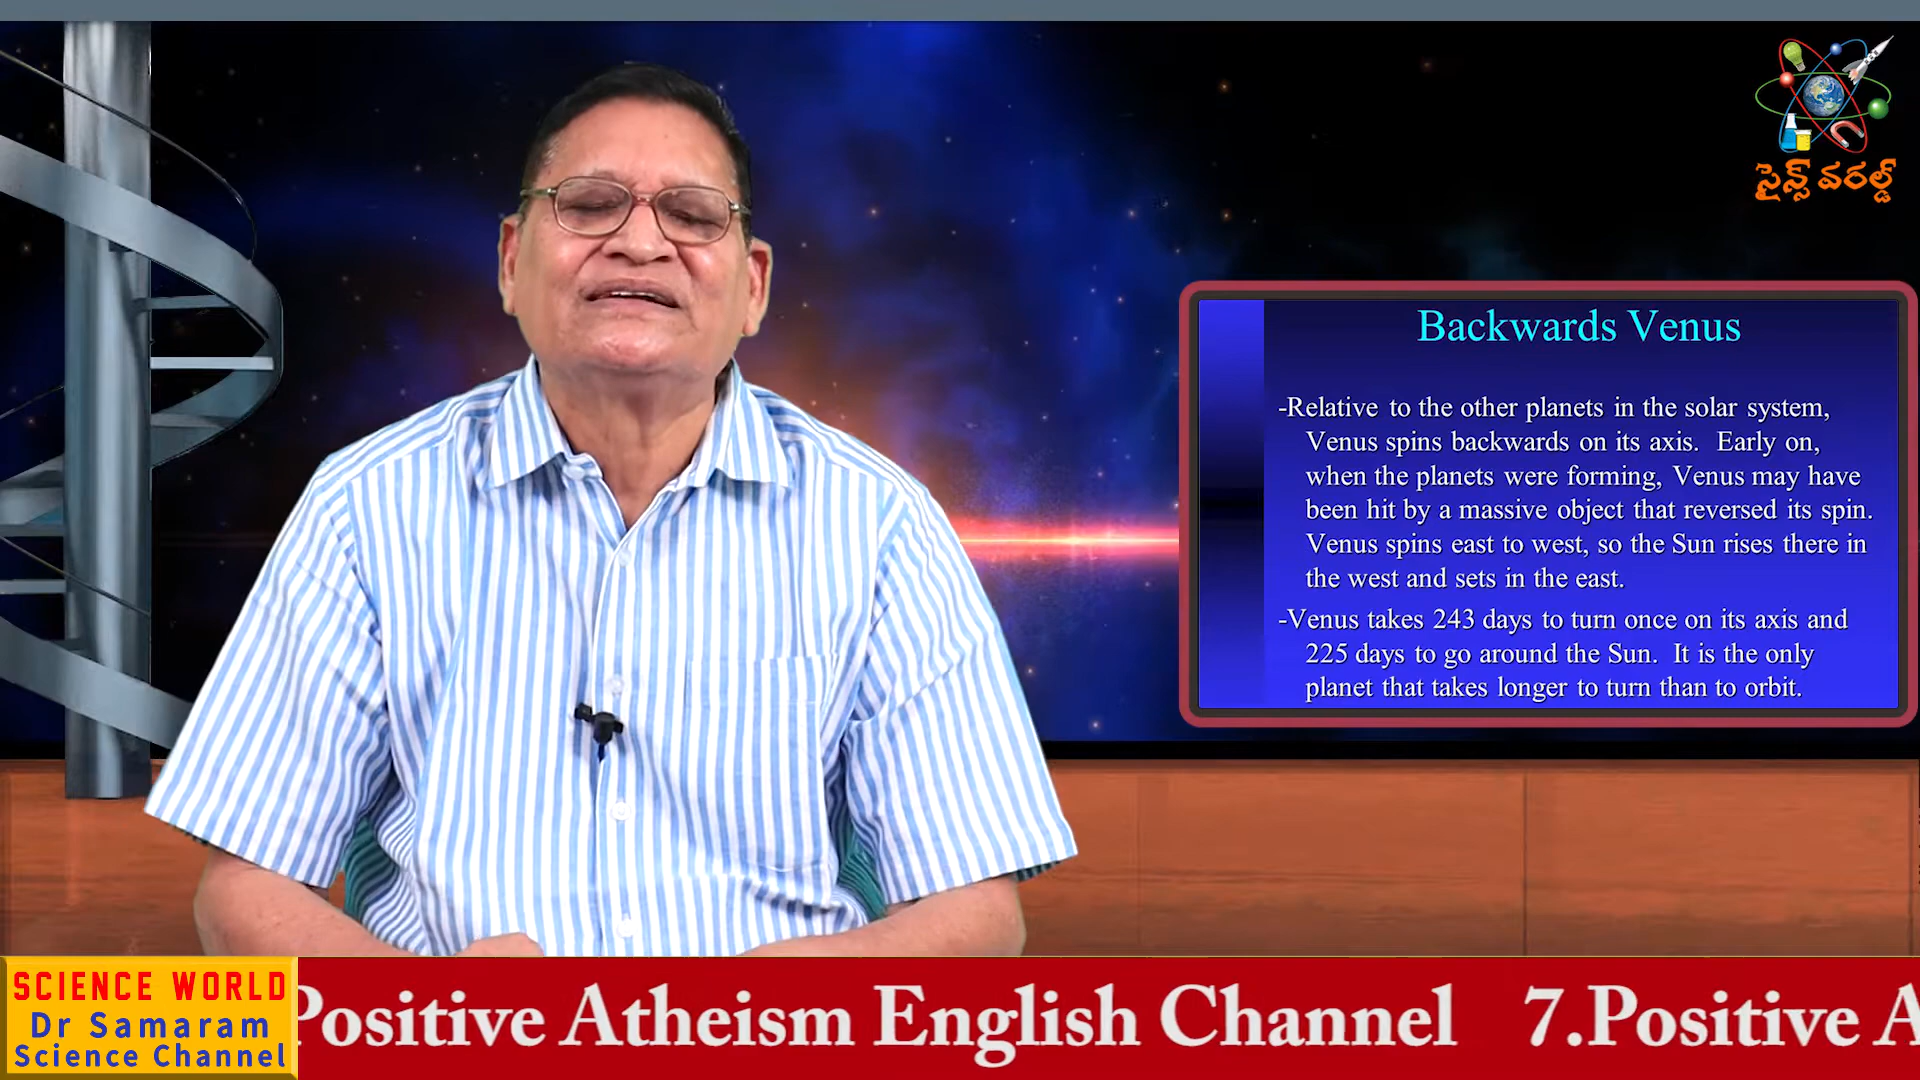 సైన్స్ వరల్డ్
Backwards Venus
-Relative to the other planets in the solar system,
Venus spins backwards on its axis. Early on,
when the planets were forming, Venus may have
been hit by a massive object that reversed its spin.
Venus spins east to west, so the Sun rises there in
the west and sets in the east.
-Venus takes 243 days to turn once on its axis and
225 days to go around the Sun. It is the only
planet that takes longer to turn than to orbit.
SCIENCE WORLD
Dr Samaram
Science Channel
Positive Atheism English Channel 7.Positive A